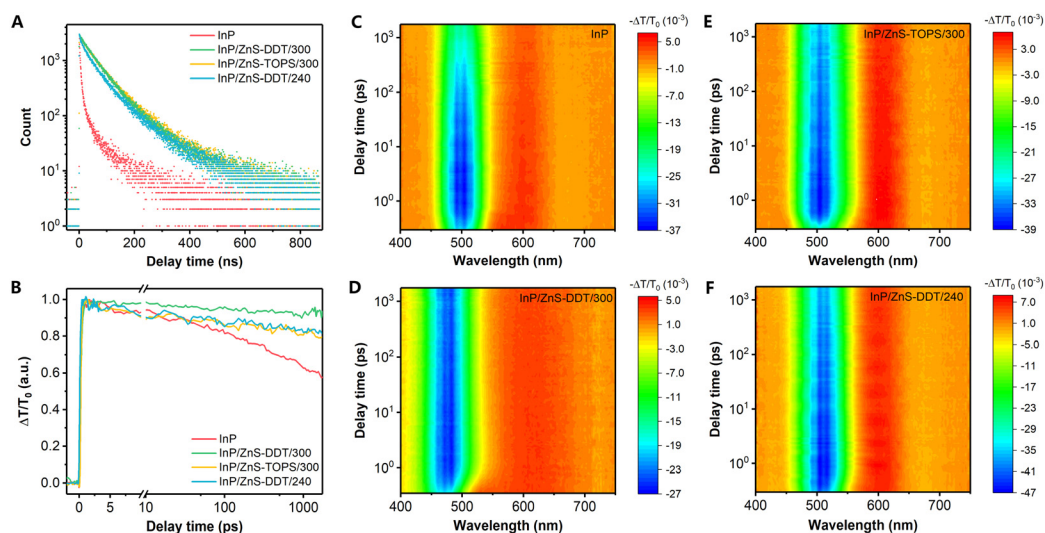 A
InP
InP/ZnS-DDT/300
InP/ZnS-TOPS/300
InP/ZnS-DDT/240
Count
10³
10²
10¹
10⁰
0 200 400 600 800
Delay time (ns)
B
ΔT/T₀ (a.u.)
1.0
0.8
0.6
0.4
0.2
0.0
InP
InP/ZnS-DDT/300
InP/ZnS-TOPS/300
InP/ZnS-DDT/240
0 5 10 100 1000
Delay time (ps)
C
InP
Delay time (ps)
10³
10²
10¹
10⁰
400 500 600 700
Wavelength (nm)
-ΔT/T₀ (10⁻³)
5.0
-1.0
-7.0
-13
-19
-25
-31
-37
D
InP/ZnS-DDT/300
Delay time (ps)
10³
10²
10¹
10⁰
400 500 600 700
Wavelength (nm)
-ΔT/T₀ (10⁻³)
5.0
1.0
-3.0
-7.0
-11
-15
-19
-23
-27
E
InP/ZnS-TOPS/300
Delay time (ps)
10³
10²
10¹
10⁰
400 500 600 700
Wavelength (nm)
-ΔT/T₀ (10⁻³)
3.0
-3.0
-9.0
-15
-21
-27
-33
-39
F
InP/ZnS-DDT/240
Delay time (ps)
10³
10²
10¹
10⁰
400 500 600 700
Wavelength (nm)
-ΔT/T₀ (10⁻³)
7.0
1.0
-5.0
-11
-17
-23
-29
-35
-41
-47